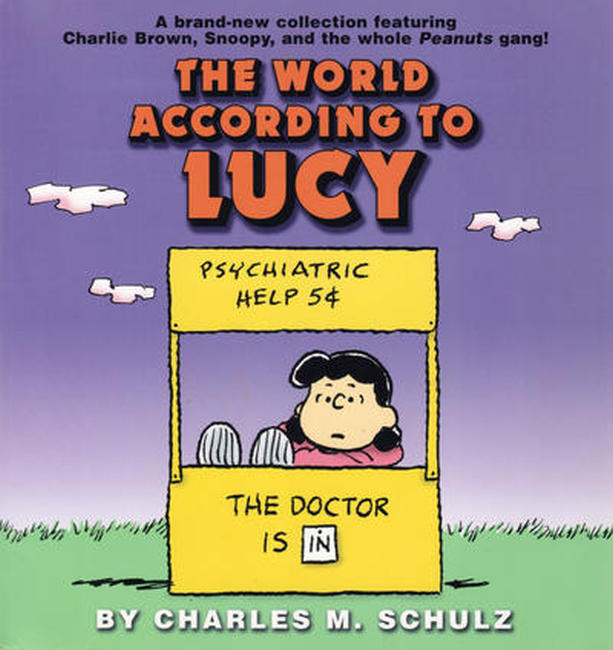 A brand-new collection featuring
Charlie Brown, Snoopy, and the whole Peanuts gang!
THE WORLD
ACCORDING TO
LUCY
PSYCHIATRIC
HELP 5¢
THE DOCTOR
IS IN
BY CHARLES M. SCHULZ